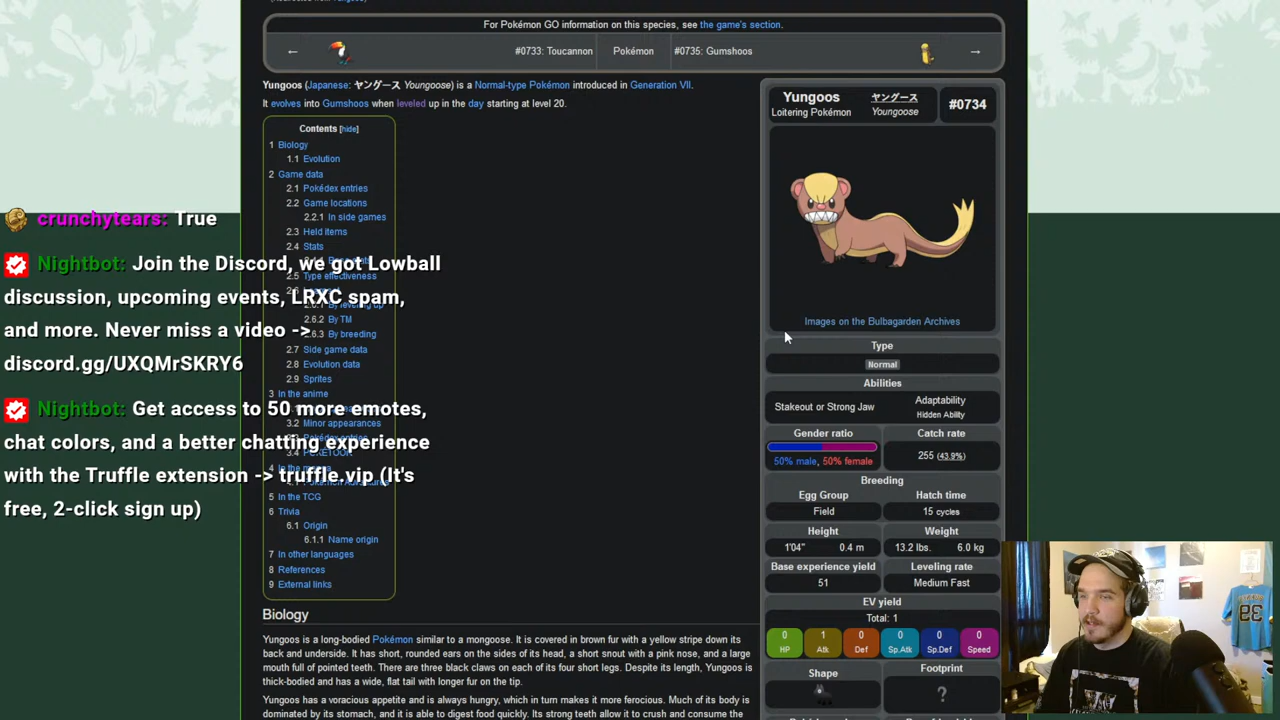 For Pokémon GO information on this species, see the game's section.
← #0733: Toucannon Pokémon #0735: Gumshoos →
Yungoos (Japanese: ヤングース Youngoose) is a Normal-type Pokémon introduced in Generation VII.
It evolves into Gumshoos when leveled up in the day starting at level 20.
Contents [hide]
1 Biology
1.1 Evolution
2 Game data
2.1 Pokédex entries
2.2 Game locations
2.2.1 In side games
2.3 Held items
2.4 Stats
2.5 Type effectiveness
2.6.2 By TM
2.6.3 By breeding
2.7 Side game data
2.8 Evolution data
2.9 Sprites
3 In the anime
3.2 Minor appearances
5 In the TCG
6 Trivia
6.1 Origin
6.1.1 Name origin
7 In other languages
8 References
9 External links
crunchytears: True
Nightbot: Join the Discord, we got Lowball
discussion, upcoming events, LRXC spam,
and more. Never miss a video ->
discord.gg/UXQMrSKRY6
Nightbot: Get access to 50 more emotes,
chat colors, and a better chatting experience
with the Truffle extension -> truffle.vip (It's
free, 2-click sign up)
Biology
Yungoos is a long-bodied Pokémon similar to a mongoose. It is covered in brown fur with a yellow stripe down its
back and underside. It has short, rounded ears on the sides of its head, a short snout with a pink nose, and a large
mouth full of pointed teeth. There are three black claws on each of its four short legs. Despite its length, Yungoos is
thick-bodied and has a wide, flat tail with longer fur on the tip.
Yungoos has a voracious appetite and is always hungry, which in turn makes it more ferocious. Much of its body is
dominated by its stomach, and it is able to digest food quickly. Its strong teeth allow it to crush and consume the
Yungoos
Loitering Pokémon
ヤングース
Youngoose
#0734
Images on the Bulbagarden Archives
Type
Normal
Abilities
Stakeout or Strong Jaw
Adaptability
Hidden Ability
Gender ratio
50% male, 50% female
Catch rate
255 (43.9%)
Breeding
Egg Group
Field
Hatch time
15 cycles
Height
1'04" 0.4 m
Weight
13.2 lbs. 6.0 kg
Base experience yield
51
Leveling rate
Medium Fast
EV yield
Total: 1
0 1 0 0 0 0
HP Atk Def Sp.Atk Sp.Def Speed
Shape
Footprint
?